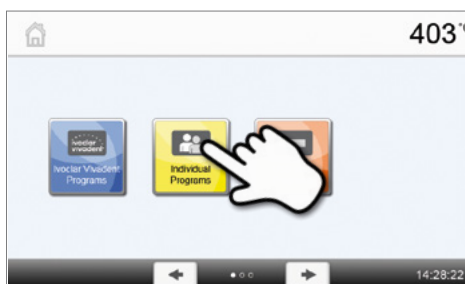 403°
ivoclar
vivadent
Ivoclar Vivadent
Programs
Individual
Programs
14:28:22